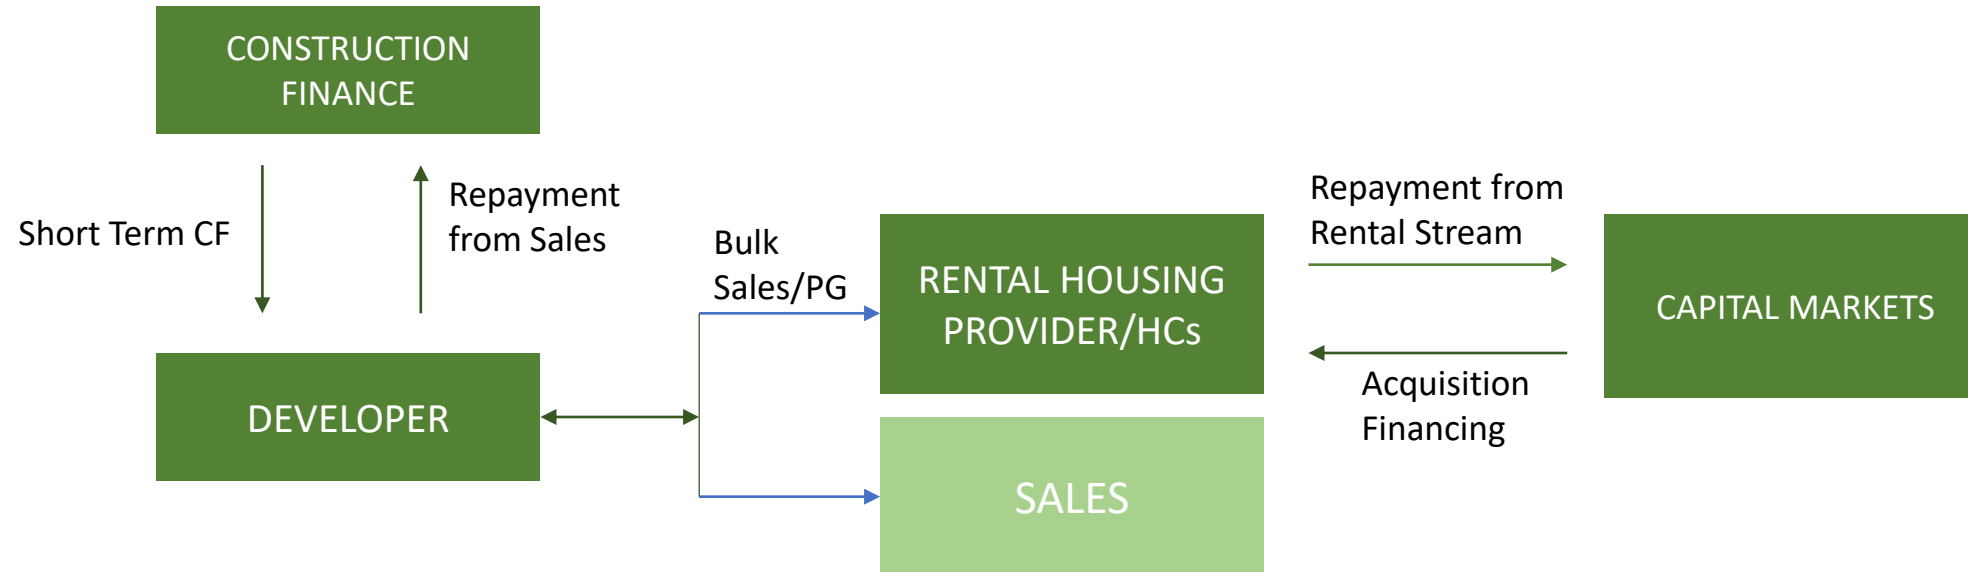 CONSTRUCTION
FINANCE
Short Term CF
Repayment
from Sales
DEVELOPER
Bulk
Sales/PG
RENTAL HOUSING
PROVIDER/HCs
SALES
Repayment from
Rental Stream
Acquisition
Financing
CAPITAL MARKETS